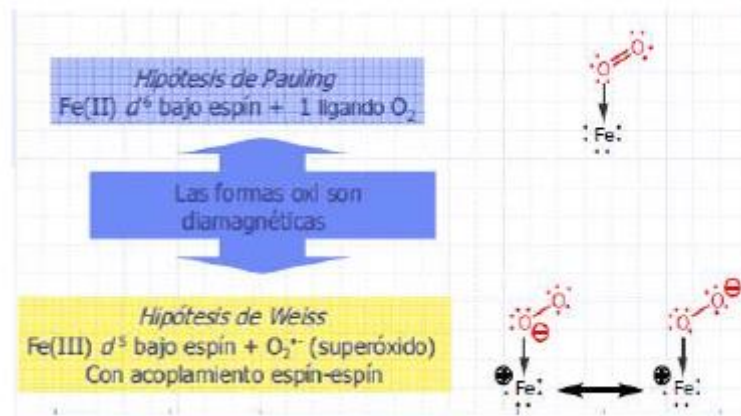 Hipótesis de Pauling
Fe(II) d⁶ bajo espín + 1 ligando O₂
O
O
Fe
Las formas oxi son
diamagnéticas
Hipótesis de Weiss
Fe(III) d⁵ bajo espín + O₂•⁻ (superóxido)
Con acoplamiento espín-espín
O
O ⊖
⊕ Fe
O ⊖
O
⊕ Fe